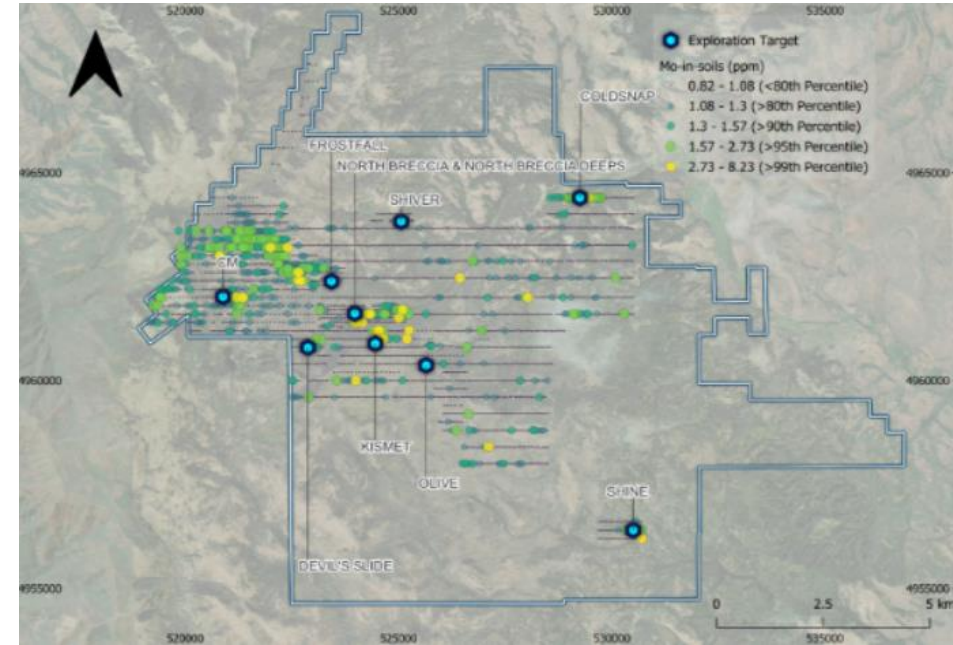 520000 525000 530000 535000
Exploration Target
Mo-in-soils (ppm)
0.82 - 1.08 (<80th Percentile)
1.08 - 1.3 (>80th Percentile)
1.3 - 1.57 (>90th Percentile)
1.57 - 2.73 (>95th Percentile)
2.73 - 8.23 (>99th Percentile)
COLDSNAP
FROSTFALL
NORTH BRECCIA & NORTH BRECCIA DEEPS
4965000 4965000
SHIVER
CM
4960000 4960000
KISMET
OLIVE
SHINE
DEVIL'S SLIDE
4955000 4955000
0 2.5 5 km
520000 525000 530000 535000